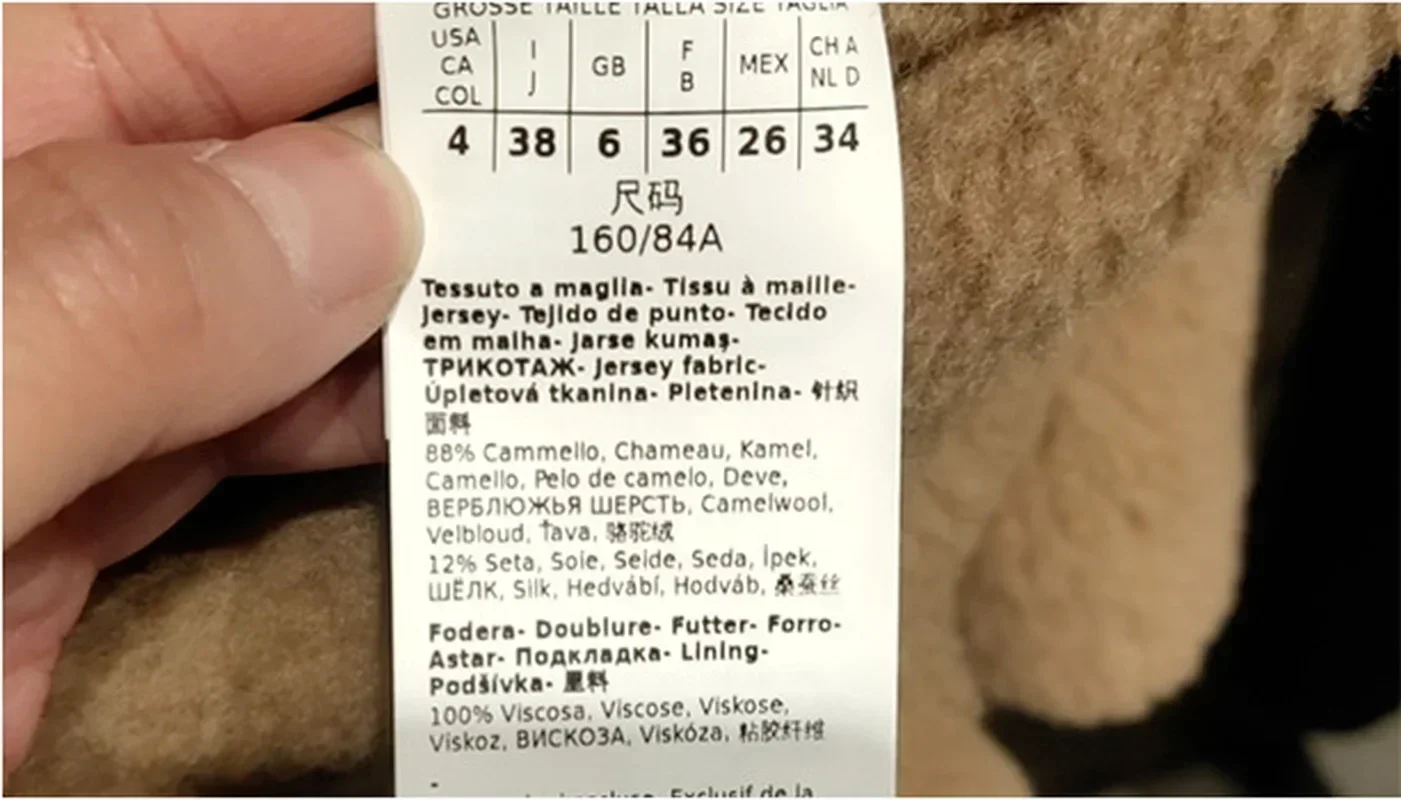 GRÖSSE TAILLE TALLA SIZE TAGLIA
USA CA COL I J GB F B MEX CH A NL D
4 38 6 36 26 34
尺码
160/84A
Tessuto a maglia- Tissu à maille-
Jersey- Tejido de punto- Tecido
em malha- Jarse kumaş-
ТРИКОТАЖ- Jersey fabric-
Úpletová tkanina- Pletenina- 针织
面料
88% Cammello, Chameau, Kamel,
Camello, Pelo de camelo, Deve,
ВЕРБЛЮЖЬЯ ШЕРСТЬ, Camelwool,
Velbloud, Ťava, 骆驼绒
12% Seta, Soie, Seide, Seda, İpek,
ШЁЛК, Silk, Hedvábí, Hodváb, 桑蚕丝
Fodera- Doublure- Futter- Forro-
Astar- Подкладка- Lining-
Podšívka- 里料
100% Viscosa, Viscose, Viskose,
Viskoz, ВИСКОЗА, Viskóza, 粘胶纤维
-
Exclusif de la